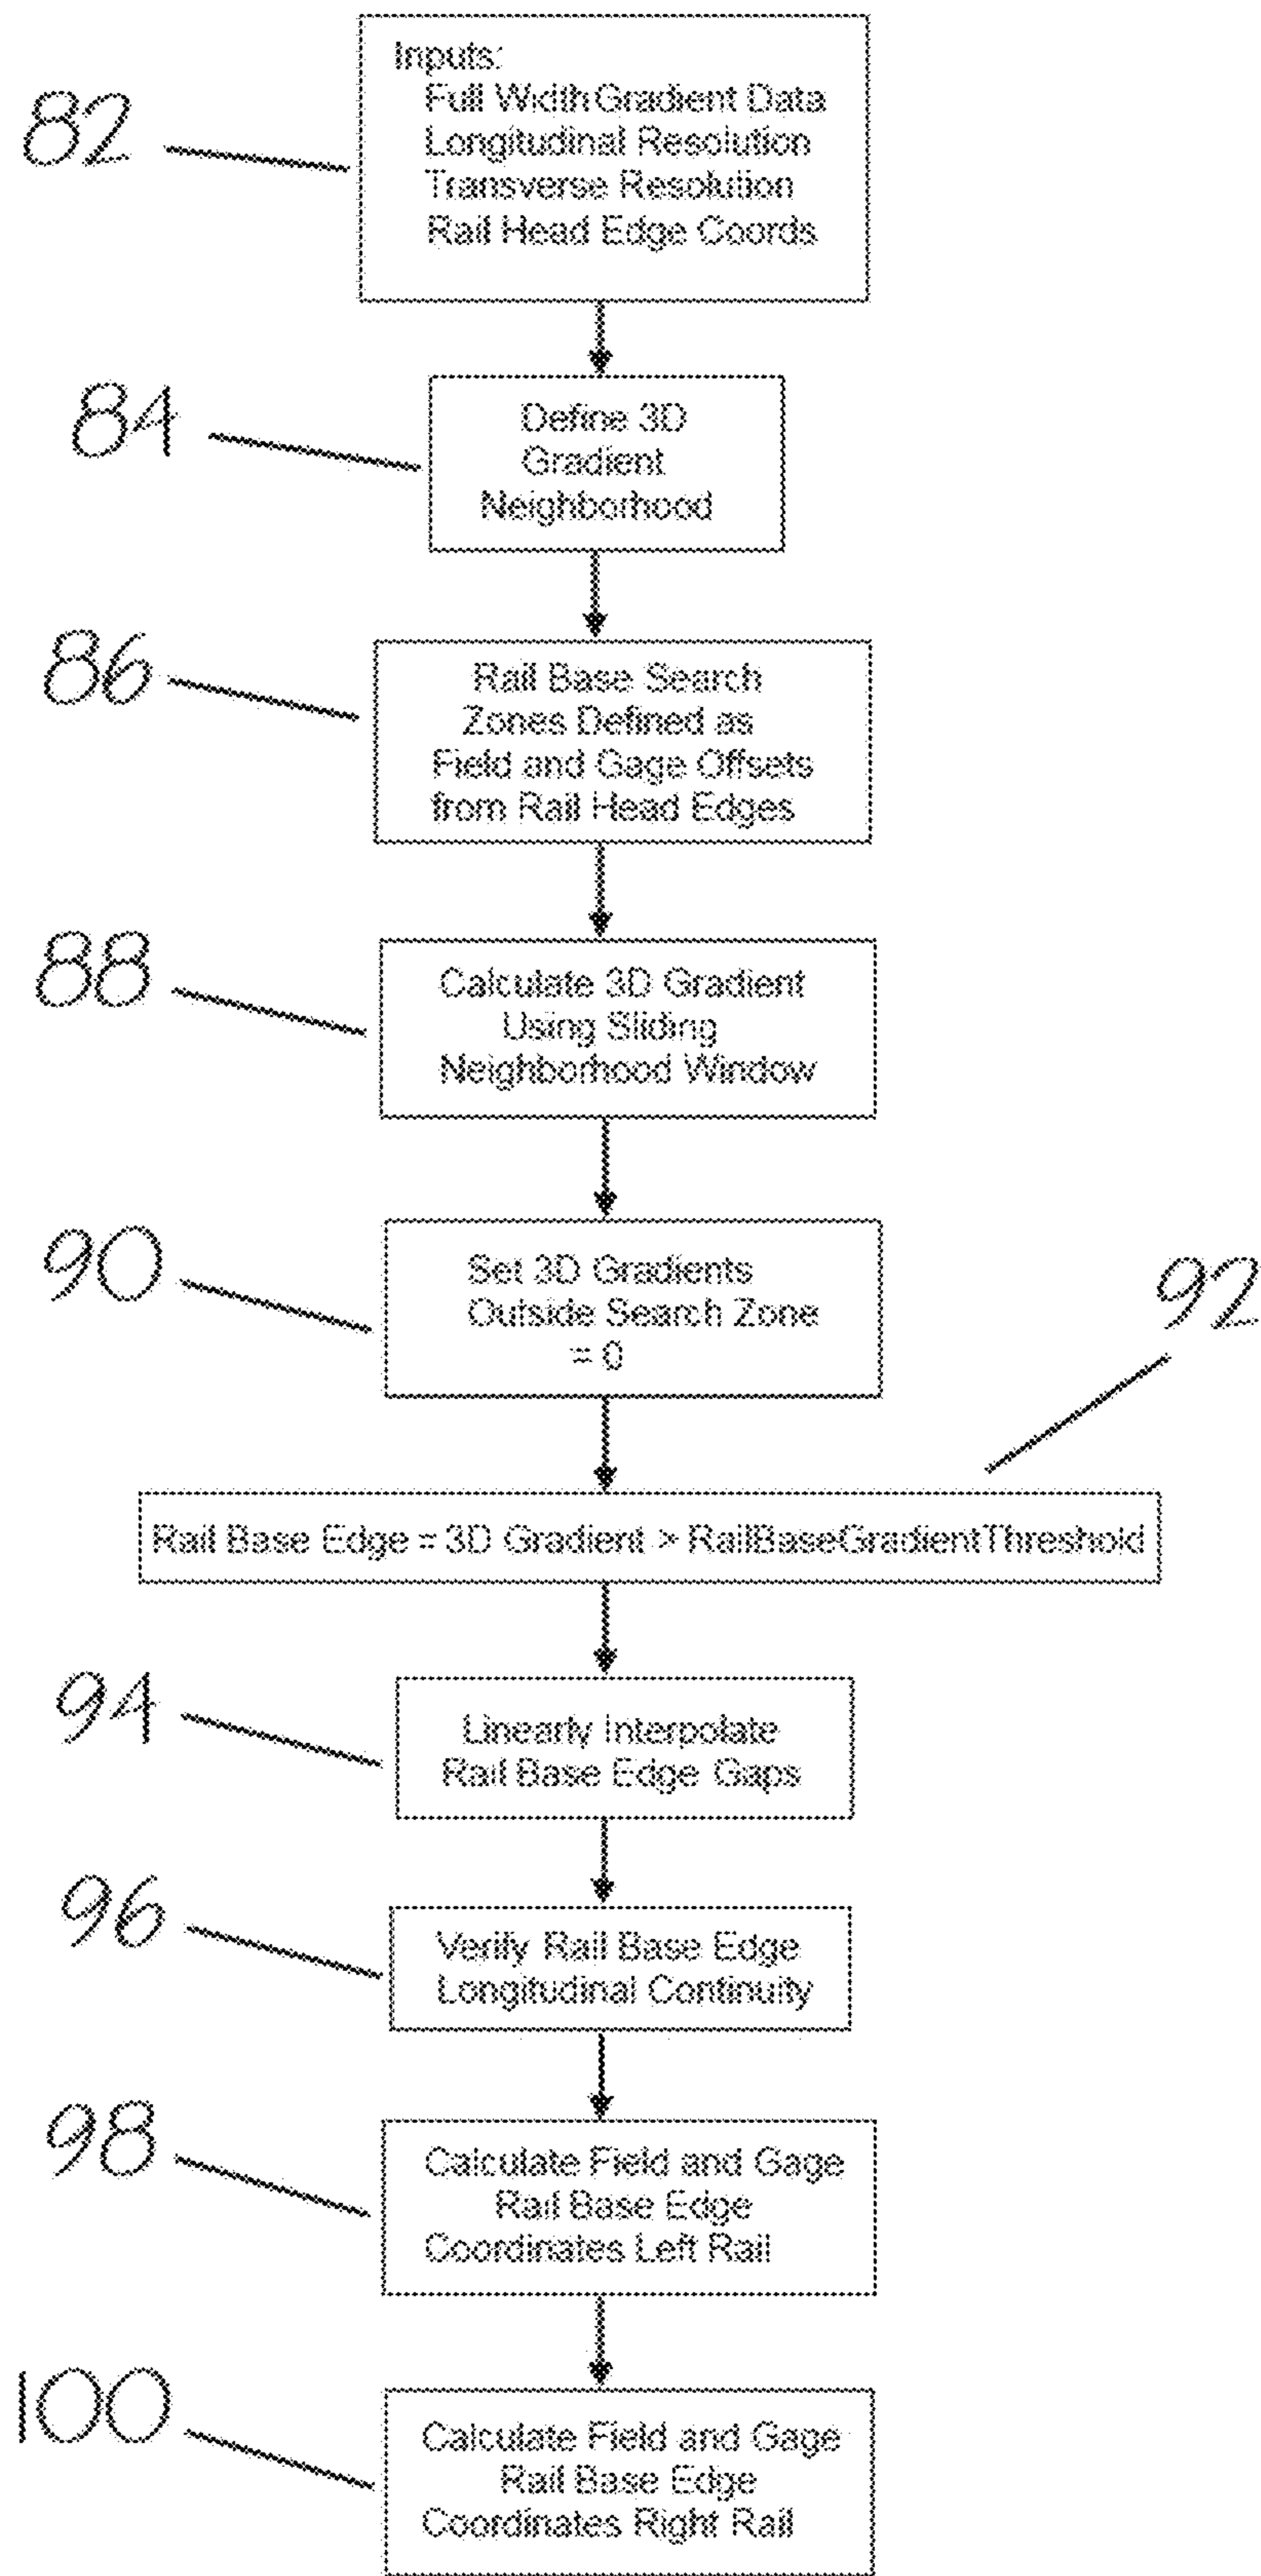 Inputs:
Full Width Gradient Data
Longitudinal Resolution
Transverse Resolution
Rail Head Edge Coords
82
Define 3D
Gradient
Neighborhood
84
Rail Base Search
Zones Defined as
Field and Gage Offsets
from Rail Head Edges
86
Calculate 3D Gradient
Using Sliding
Neighborhood Window
88
Set 3D Gradients
Outside Search Zone
= 0
90
92
Rail Base Edge = 3D Gradient > RailBaseGradientThreshold
Linearly Interpolate
Rail Base Edge Gaps
94
Verify Rail Base Edge
Longitudinal Continuity
96
Calculate Field and Gage
Rail Base Edge
Coordinates Left Rail
98
Calculate Field and Gage
Rail Base Edge
Coordinates Right Rail
100